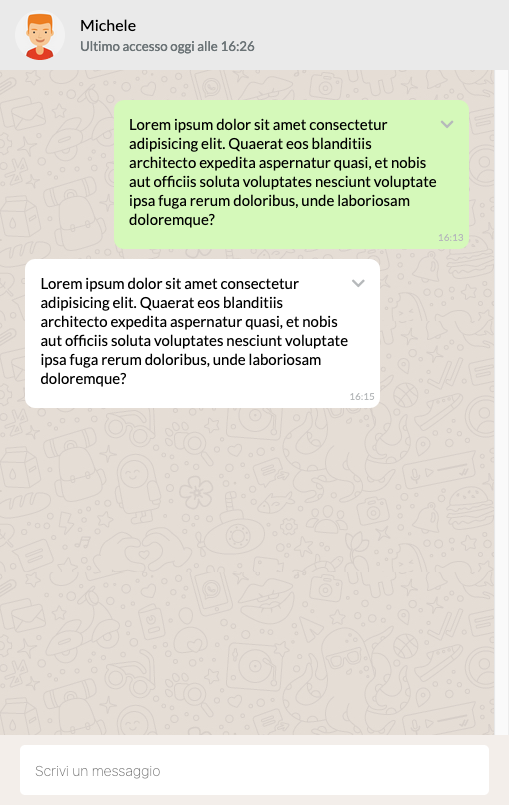 Michele
Ultimo accesso oggi alle 16:26
Lorem ipsum dolor sit amet consectetur
adipisicing elit. Quaerat eos blanditiis
architecto expedita aspernatur quasi, et nobis
aut officiis soluta voluptates nesciunt voluptate
ipsa fuga rerum doloribus, unde laboriosam
doloremque?
16:13
Lorem ipsum dolor sit amet consectetur
adipisicing elit. Quaerat eos blanditiis
architecto expedita aspernatur quasi, et nobis
aut officiis soluta voluptates nesciunt voluptate
ipsa fuga rerum doloribus, unde laboriosam
doloremque?
16:15
Scrivi un messaggio